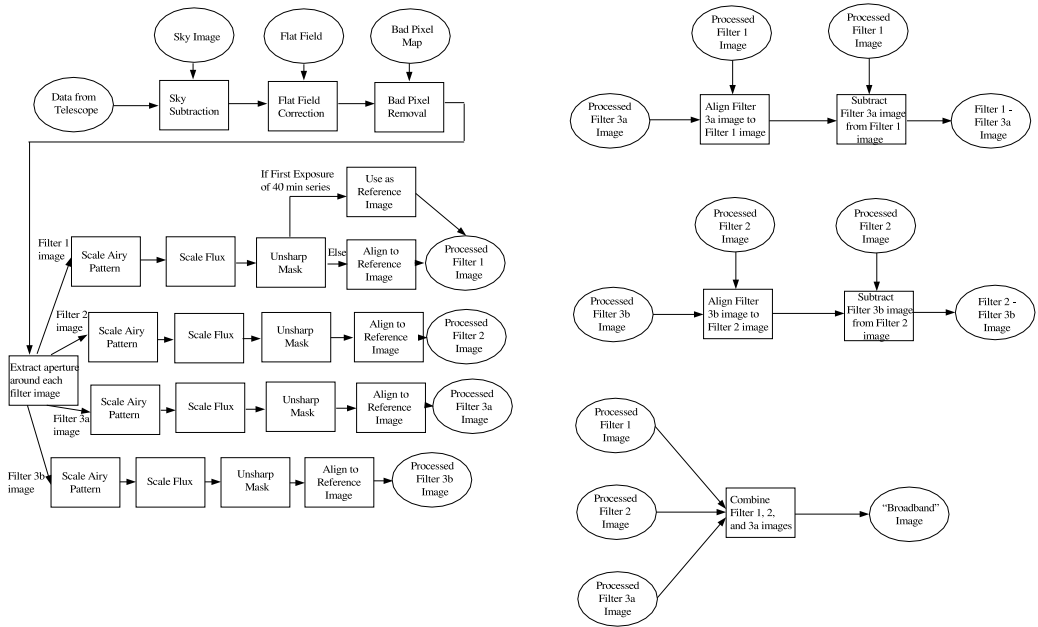 Sky Image
Flat Field
Bad Pixel
Map
Data from
Telescope
Sky
Subtraction
Flat Field
Correction
Bad Pixel
Removal
If First Exposure
of 40 min series
Use as
Reference
Image
Filter 1
image
Scale Airy
Pattern
Scale Flux
Unsharp
Mask
Else
Align to
Reference
Image
Processed
Filter 1
Image
Filter 2
image
Scale Airy
Pattern
Scale Flux
Unsharp
Mask
Align to
Reference
Image
Processed
Filter 2
Image
Extract aperture
around each
filter image
Filter 3a
image
Scale Airy
Pattern
Scale Flux
Unsharp
Mask
Align to
Reference
Image
Processed
Filter 3a
Image
Filter 3b
image
Scale Airy
Pattern
Scale Flux
Unsharp
Mask
Align to
Reference
Image
Processed
Filter 3b
Image
Processed
Filter 1
Image
Processed
Filter 1
Image
Processed
Filter 3a
Image
Align Filter
3a image to
Filter 1 image
Subtract
Filter 3a image
from Filter 1
image
Filter 1 -
Filter 3a
Image
Processed
Filter 2
Image
Processed
Filter 2
Image
Processed
Filter 3b
Image
Align Filter
3b image to
Filter 2 image
Subtract
Filter 3b image
from Filter 2
image
Filter 2 -
Filter 3b
Image
Processed
Filter 1
Image
Processed
Filter 2
Image
Processed
Filter 3a
Image
Combine
Filter 1, 2,
and 3a images
“Broadband”
Image